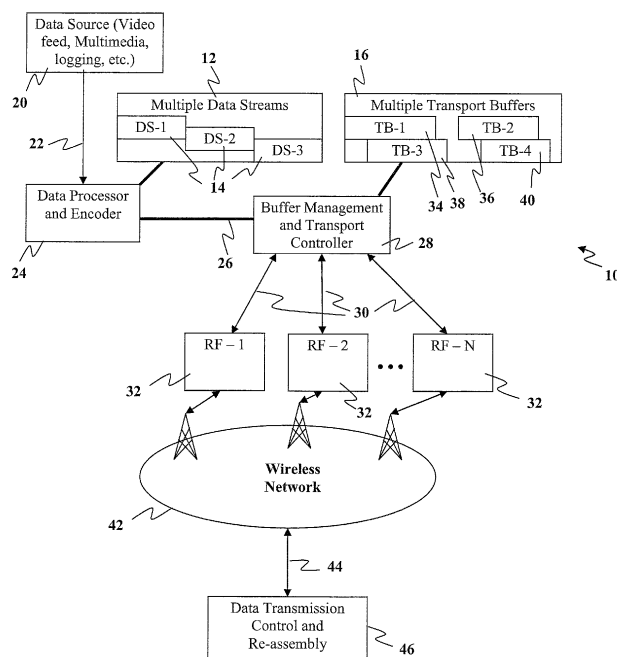 Data Source (Video
feed, Multimedia,
logging, etc.)
20
12
16
Multiple Data Streams
DS-1
DS-2
DS-3
14
Multiple Transport Buffers
TB-1
TB-2
TB-3
TB-4
34
38
36
40
22
Data Processor
and Encoder
24
26
Buffer Management
and Transport
Controller
28
10
30
RF – 1
RF – 2
RF – N
32
32
32
Wireless
Network
42
44
Data Transmission
Control and
Re-assembly
46